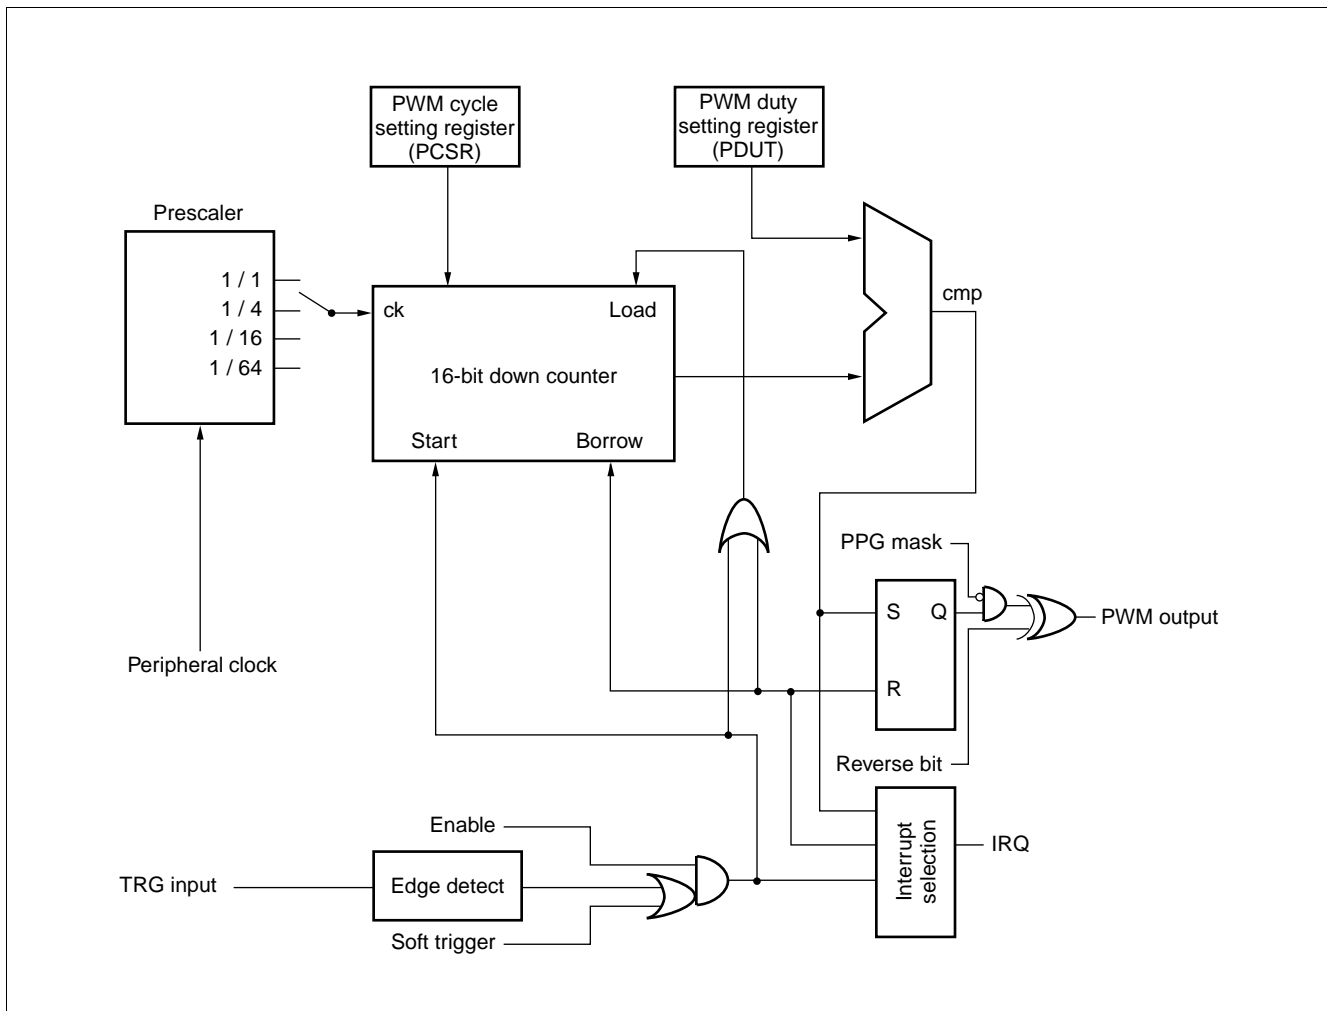 PWM cycle
setting register
(PCSR)
PWM duty
setting register
(PDUT)
Prescaler
1 / 1
1 / 4
1 / 16
1 / 64
ck
Load
16-bit down counter
Start
Borrow
cmp
PPG mask
S
Q
R
PWM output
Peripheral clock
Reverse bit
Enable
TRG input
Edge detect
Soft trigger
Interrupt
selection
IRQ